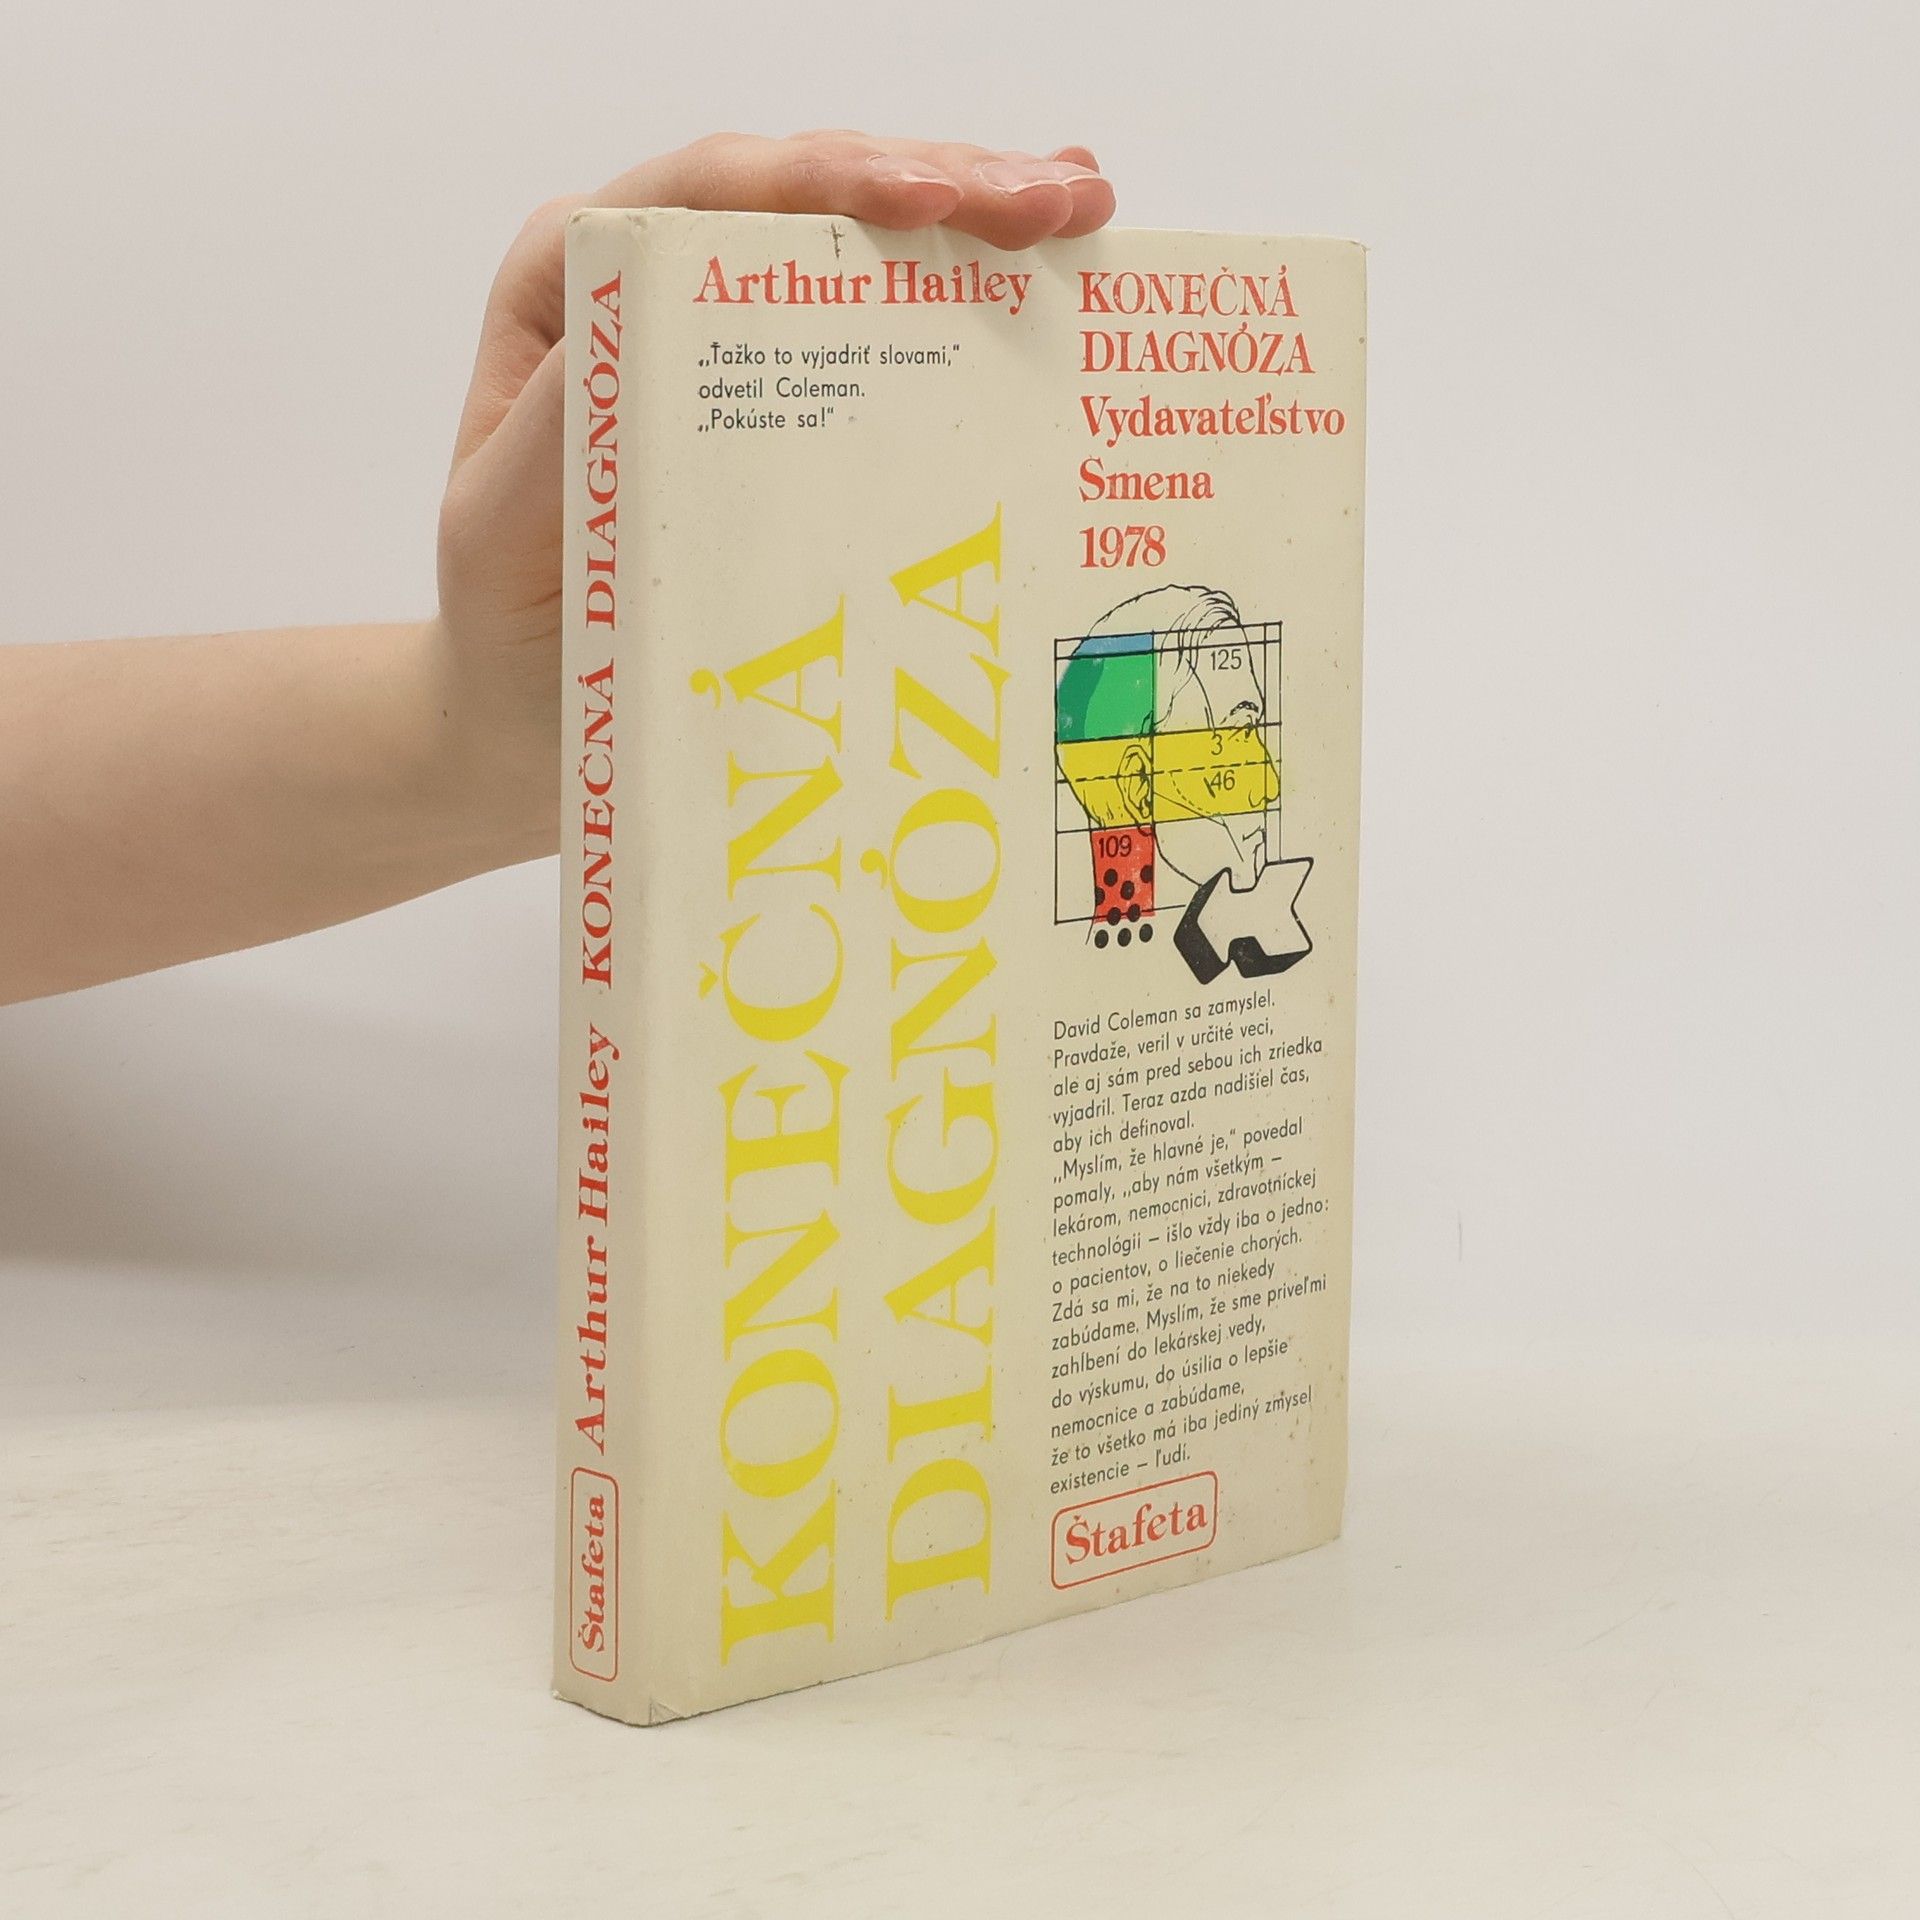 Štafeta Arthur Hailey KONEČNÁ DIAGNÓZA
Arthur Hailey
„Ťažko to vyjadriť slovami,“
odvetil Coleman.
„Pokúste sa!“
KONEČNÁ
DIAGNÓZA
KONEČNÁ
DIAGNÓZA
Vydavateľstvo
Smena
1978
125
3
46
109
David Coleman sa zamyslel.
Pravdaže, veril v určité veci,
ale aj sám pred sebou ich zriedka
vyjadril. Teraz azda nadišiel čas,
aby ich definoval.
„Myslím, že hlavné je,“ povedal
pomaly, „aby nám všetkým –
lekárom, nemocnici, zdravotníckej
technológii – išlo vždy iba o jedno:
o pacientov, o liečenie chorých.
Zdá sa mi, že na to niekedy
zabúdame. Myslím, že sme priveľmi
zahĺbení do lekárskej vedy,
do výskumu, do úsilia o lepšie
nemocnice a zabúdame,
že to všetko má iba jediný zmysel
existencie – ľudí.
Štafeta